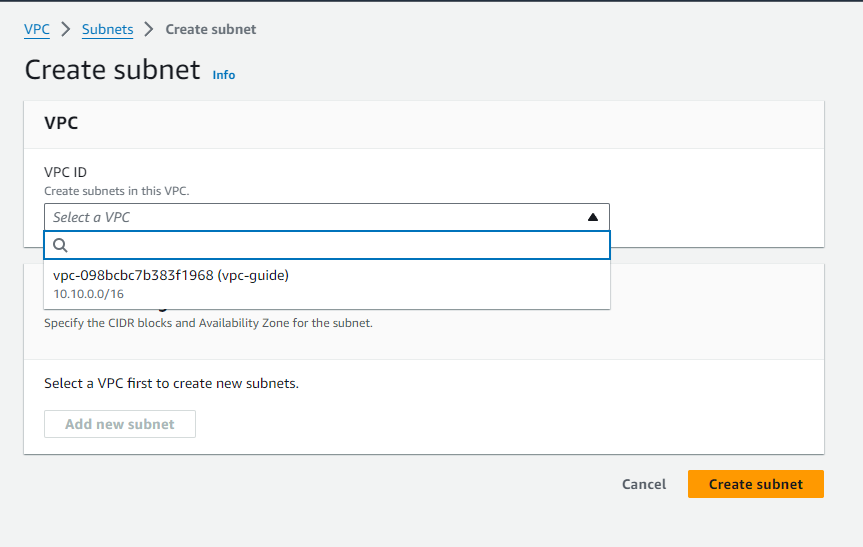 VPC > Subnets > Create subnet
Create subnet Info
VPC
VPC ID
Create subnets in this VPC.
Select a VPC
vpc-098bcbc7b383f1968 (vpc-guide)
10.10.0.0/16
Specify the CIDR blocks and Availability Zone for the subnet.
Select a VPC first to create new subnets.
Add new subnet
Cancel Create subnet